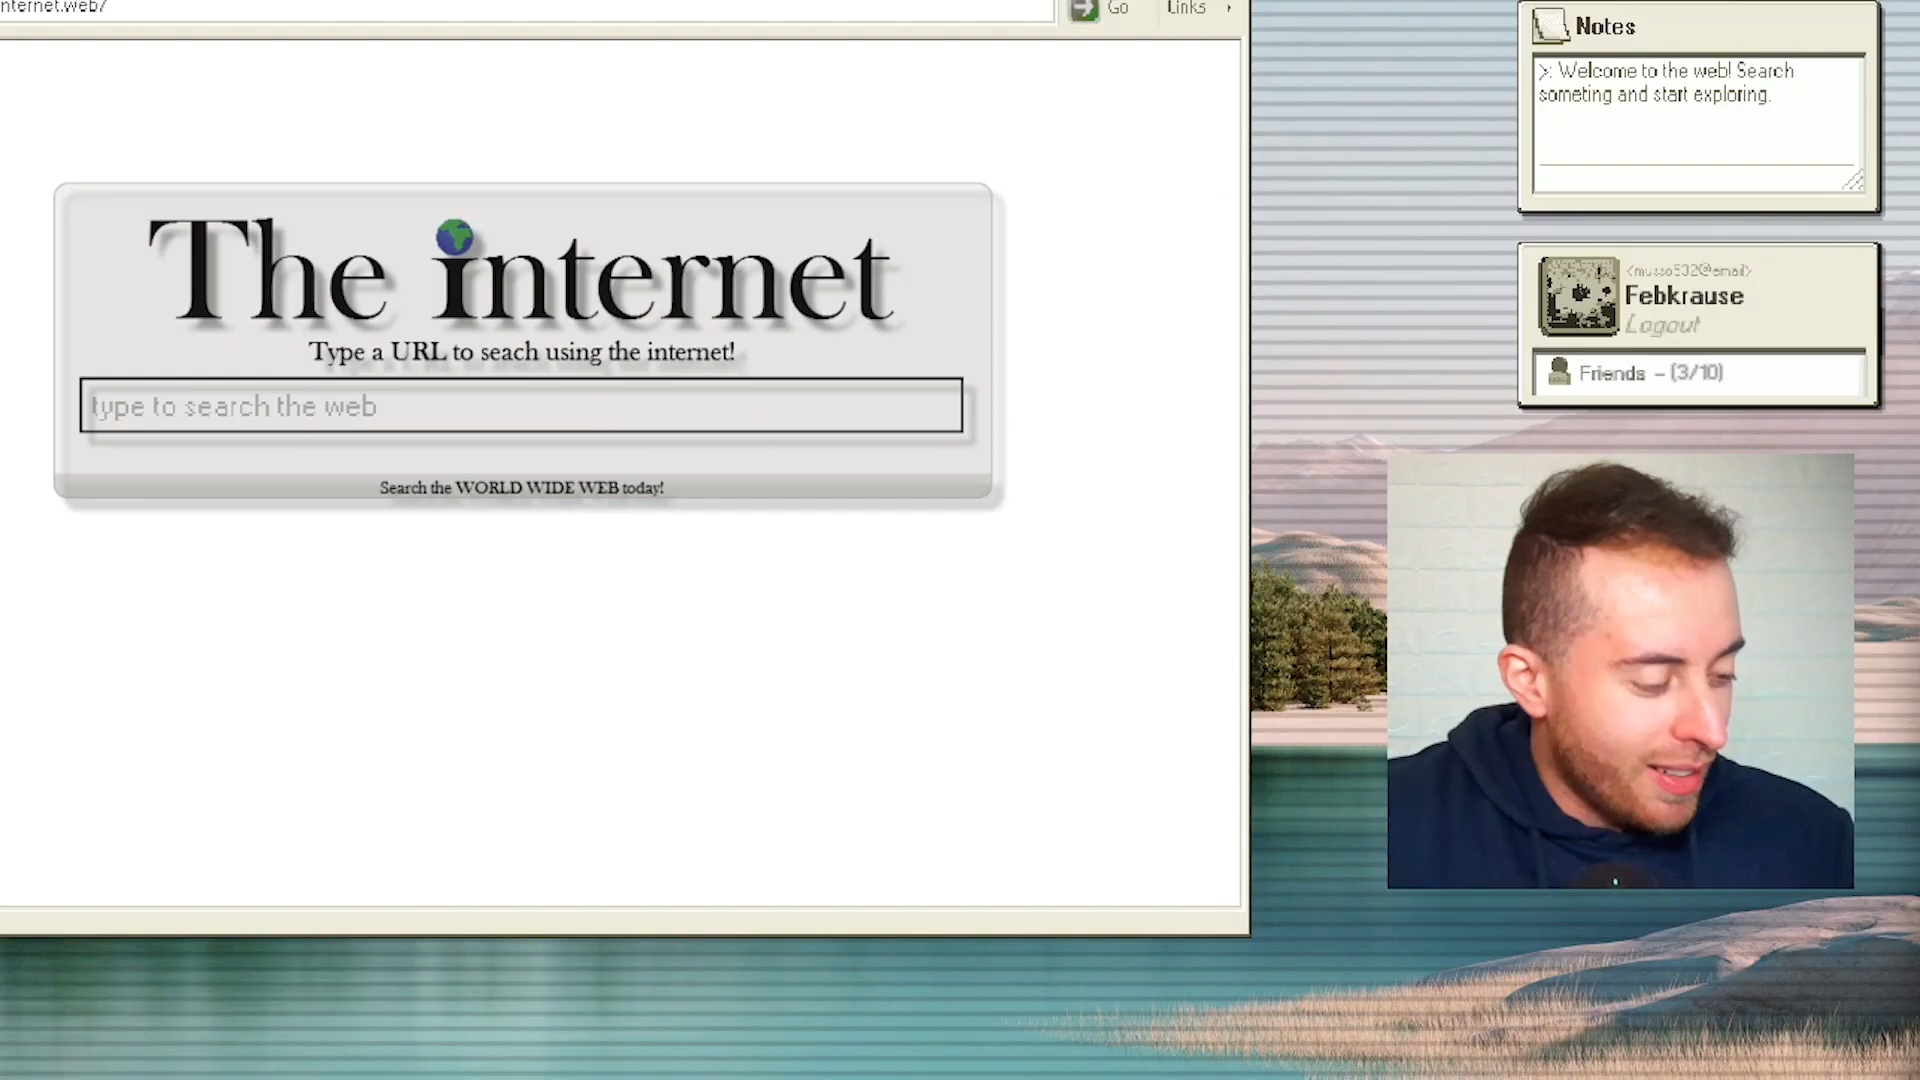 nternet.web/
Go
Links
Notes
>: Welcome to the web! Search
someting and start exploring.
The internet
Type a URL to seach using the internet!
type to search the web
Search the WORLD WIDE WEB today!
<musso532@email>
Febkrause
Logout
Friends - (3/10)